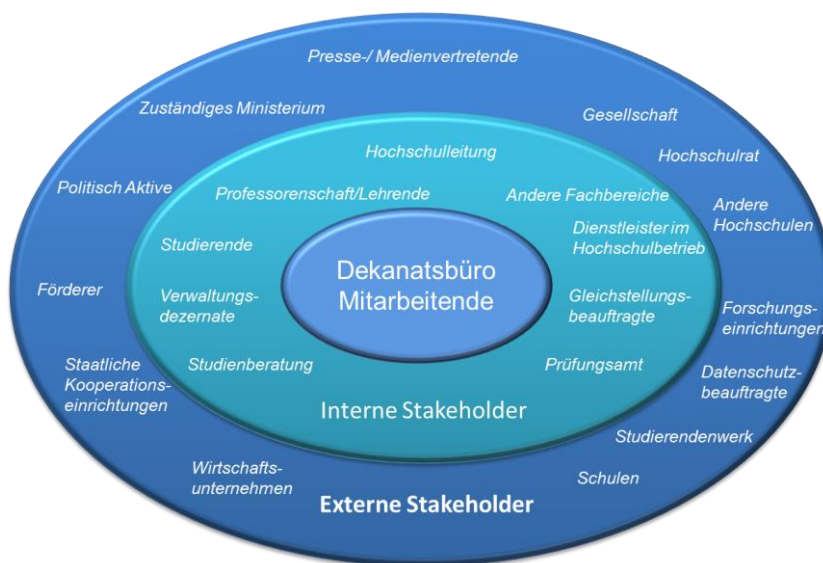 Presse-/ Medienvertretende
Zuständiges Ministerium
Gesellschaft
Hochschulleitung
Hochschulrat
Politisch Aktive
Professorenschaft/Lehrende
Andere Fachbereiche
Andere
Hochschulen
Studierende
Dienstleister im
Hochschulbetrieb
Dekanatsbüro
Mitarbeitende
Förderer
Verwaltungs-
dezernate
Gleichstellungs-
beauftragte
Forschungs-
einrichtungen
Staatliche
Kooperations-
einrichtungen
Studienberatung
Prüfungsamt
Datenschutz-
beauftragte
Interne Stakeholder
Studierendenwerk
Wirtschafts-
unternehmen
Schulen
Externe Stakeholder